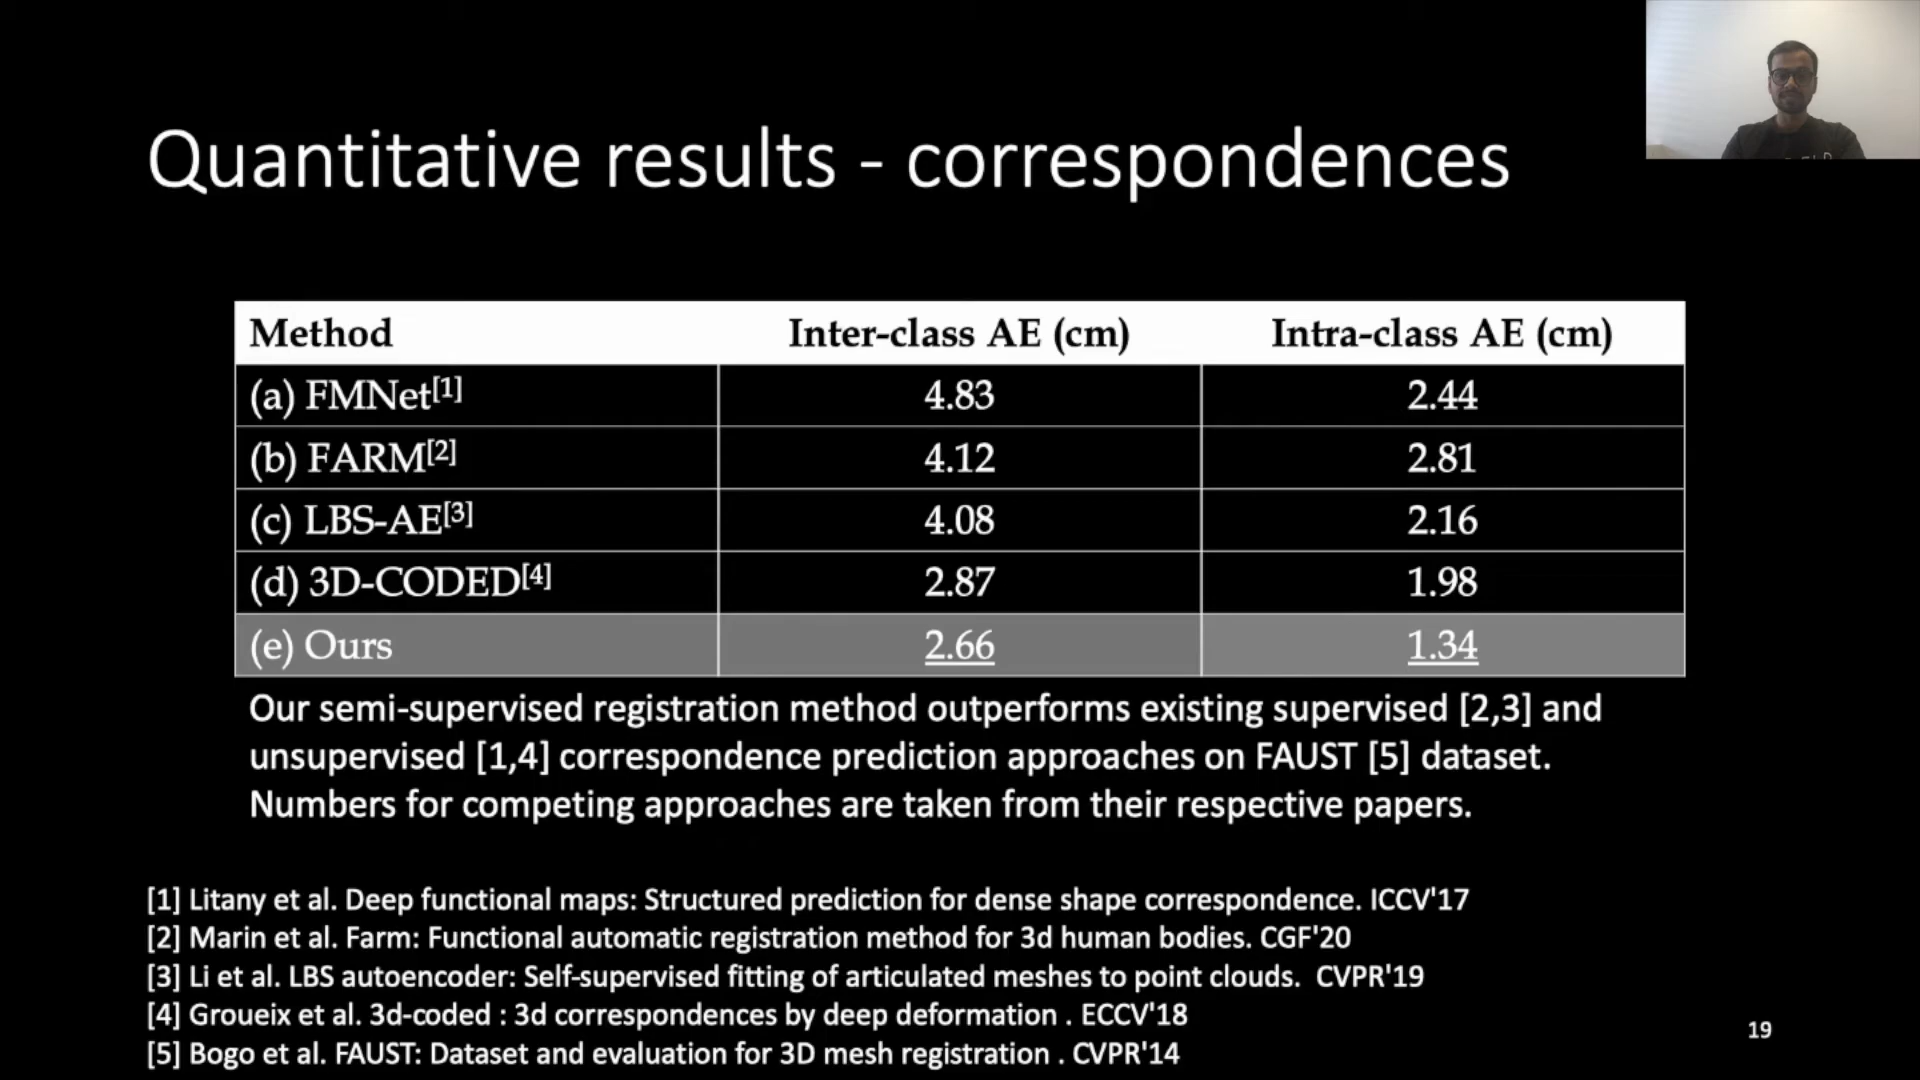 Quantitative results - correspondences
Method Inter-class AE (cm) Intra-class AE (cm)
(a) FMNet[1] 4.83 2.44
(b) FARM[2] 4.12 2.81
(c) LBS-AE[3] 4.08 2.16
(d) 3D-CODED[4] 2.87 1.98
(e) Ours 2.66 1.34
Our semi-supervised registration method outperforms existing supervised [2,3] and
unsupervised [1,4] correspondence prediction approaches on FAUST [5] dataset.
Numbers for competing approaches are taken from their respective papers.
[1] Litany et al. Deep functional maps: Structured prediction for dense shape correspondence. ICCV'17
[2] Marin et al. Farm: Functional automatic registration method for 3d human bodies. CGF'20
[3] Li et al. LBS autoencoder: Self-supervised fitting of articulated meshes to point clouds. CVPR'19
[4] Groueix et al. 3d-coded : 3d correspondences by deep deformation . ECCV'18
[5] Bogo et al. FAUST: Dataset and evaluation for 3D mesh registration . CVPR'14
19